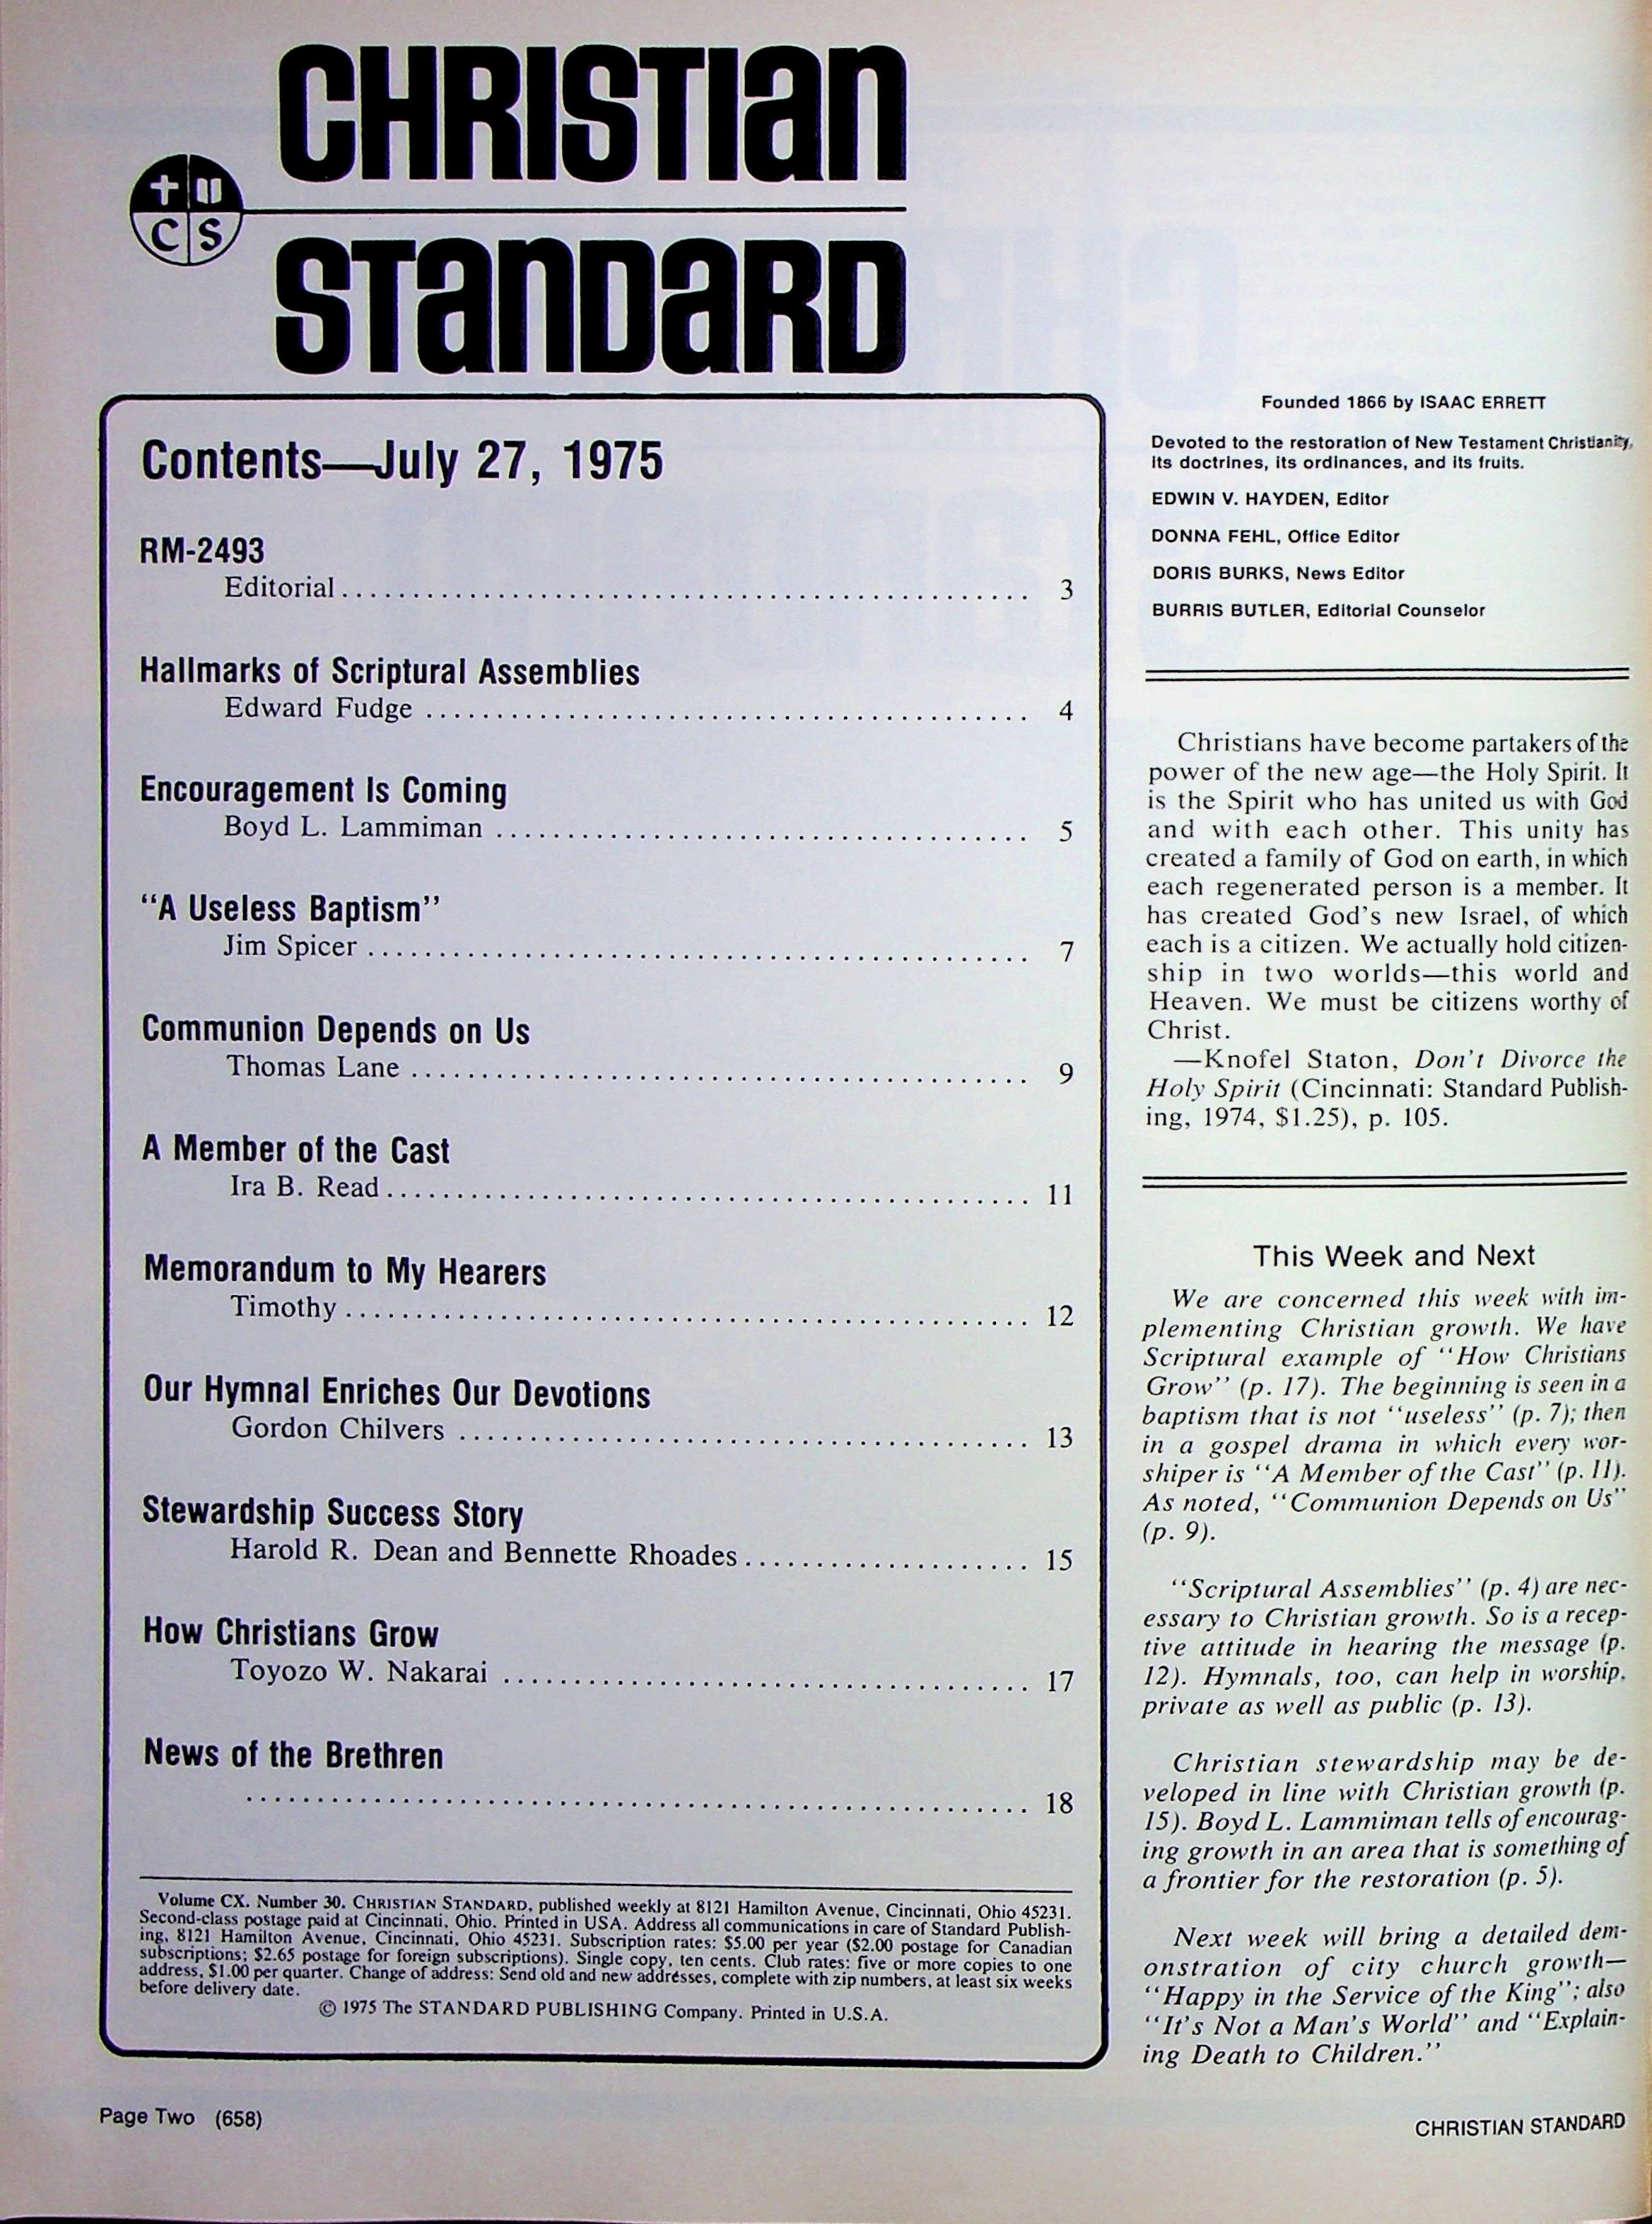 CHRISTIAN
C S
STANDARD
Contents—July 27, 1975
RM-2493
Editorial........................................ 3
Hallmarks of Scriptural Assemblies
Edward Fudge ........................................ 4
Encouragement Is Coming
Boyd L. Lammiman ........................................ 5
“A Useless Baptism”
Jim Spicer ........................................ 7
Communion Depends on Us
Thomas Lane ........................................ 9
A Member of the Cast
Ira B. Read........................................ 11
Memorandum to My Hearers
Timothy ........................................ 12
Our Hymnal Enriches Our Devotions
Gordon Chilvers ........................................ 13
Stewardship Success Story
Harold R. Dean and Bennette Rhoades.................... 15
How Christians Grow
Toyozo W. Nakarai ........................................ 17
News of the Brethren
........................................ 18
Volume CX. Number 30. CHRISTIAN STANDARD, published weekly at 8121 Hamilton Avenue, Cincinnati, Ohio 45231.
Second-class postage paid at Cincinnati, Ohio. Printed in USA. Address all communications in care of Standard Publish-
ing, 8121 Hamilton Avenue, Cincinnati, Ohio 45231. Subscription rates: $5.00 per year ($2.00 postage for Canadian
subscriptions; $2.65 postage for foreign subscriptions). Single copy, ten cents. Club rates: five or more copies to one
address, $1.00 per quarter. Change of address: Send old and new addresses, complete with zip numbers, at least six weeks
before delivery date.
© 1975 The STANDARD PUBLISHING Company. Printed in U.S.A.
Founded 1866 by ISAAC ERRETT
Devoted to the restoration of New Testament Christianity,
its doctrines, its ordinances, and its fruits.
EDWIN V. HAYDEN, Editor
DONNA FEHL, Office Editor
DORIS BURKS, News Editor
BURRIS BUTLER, Editorial Counselor
Christians have become partakers of the
power of the new age—the Holy Spirit. It
is the Spirit who has united us with God
and with each other. This unity has
created a family of God on earth, in which
each regenerated person is a member. It
has created God's new Israel, of which
each is a citizen. We actually hold citizen-
ship in two worlds—this world and
Heaven. We must be citizens worthy of
Christ.
—Knofel Staton, Don't Divorce the
Holy Spirit (Cincinnati: Standard Publish-
ing, 1974, $1.25), p. 105.
This Week and Next
We are concerned this week with im-
plementing Christian growth. We have
Scriptural example of “How Christians
Grow” (p. 17). The beginning is seen in a
baptism that is not “useless” (p. 7); then
in a gospel drama in which every wor-
shiper is “A Member of the Cast” (p. 11).
As noted, “Communion Depends on Us”
(p. 9).
“Scriptural Assemblies” (p. 4) are nec-
essary to Christian growth. So is a recep-
tive attitude in hearing the message (p.
12). Hymnals, too, can help in worship,
private as well as public (p. 13).
Christian stewardship may be de-
veloped in line with Christian growth (p.
15). Boyd L. Lammiman tells of encourag-
ing growth in an area that is something of
a frontier for the restoration (p. 5).
Next week will bring a detailed dem-
onstration of city church growth—
“Happy in the Service of the King”; also
“It's Not a Man's World” and “Explain-
ing Death to Children.”
Page Two (658)
CHRISTIAN STANDARD